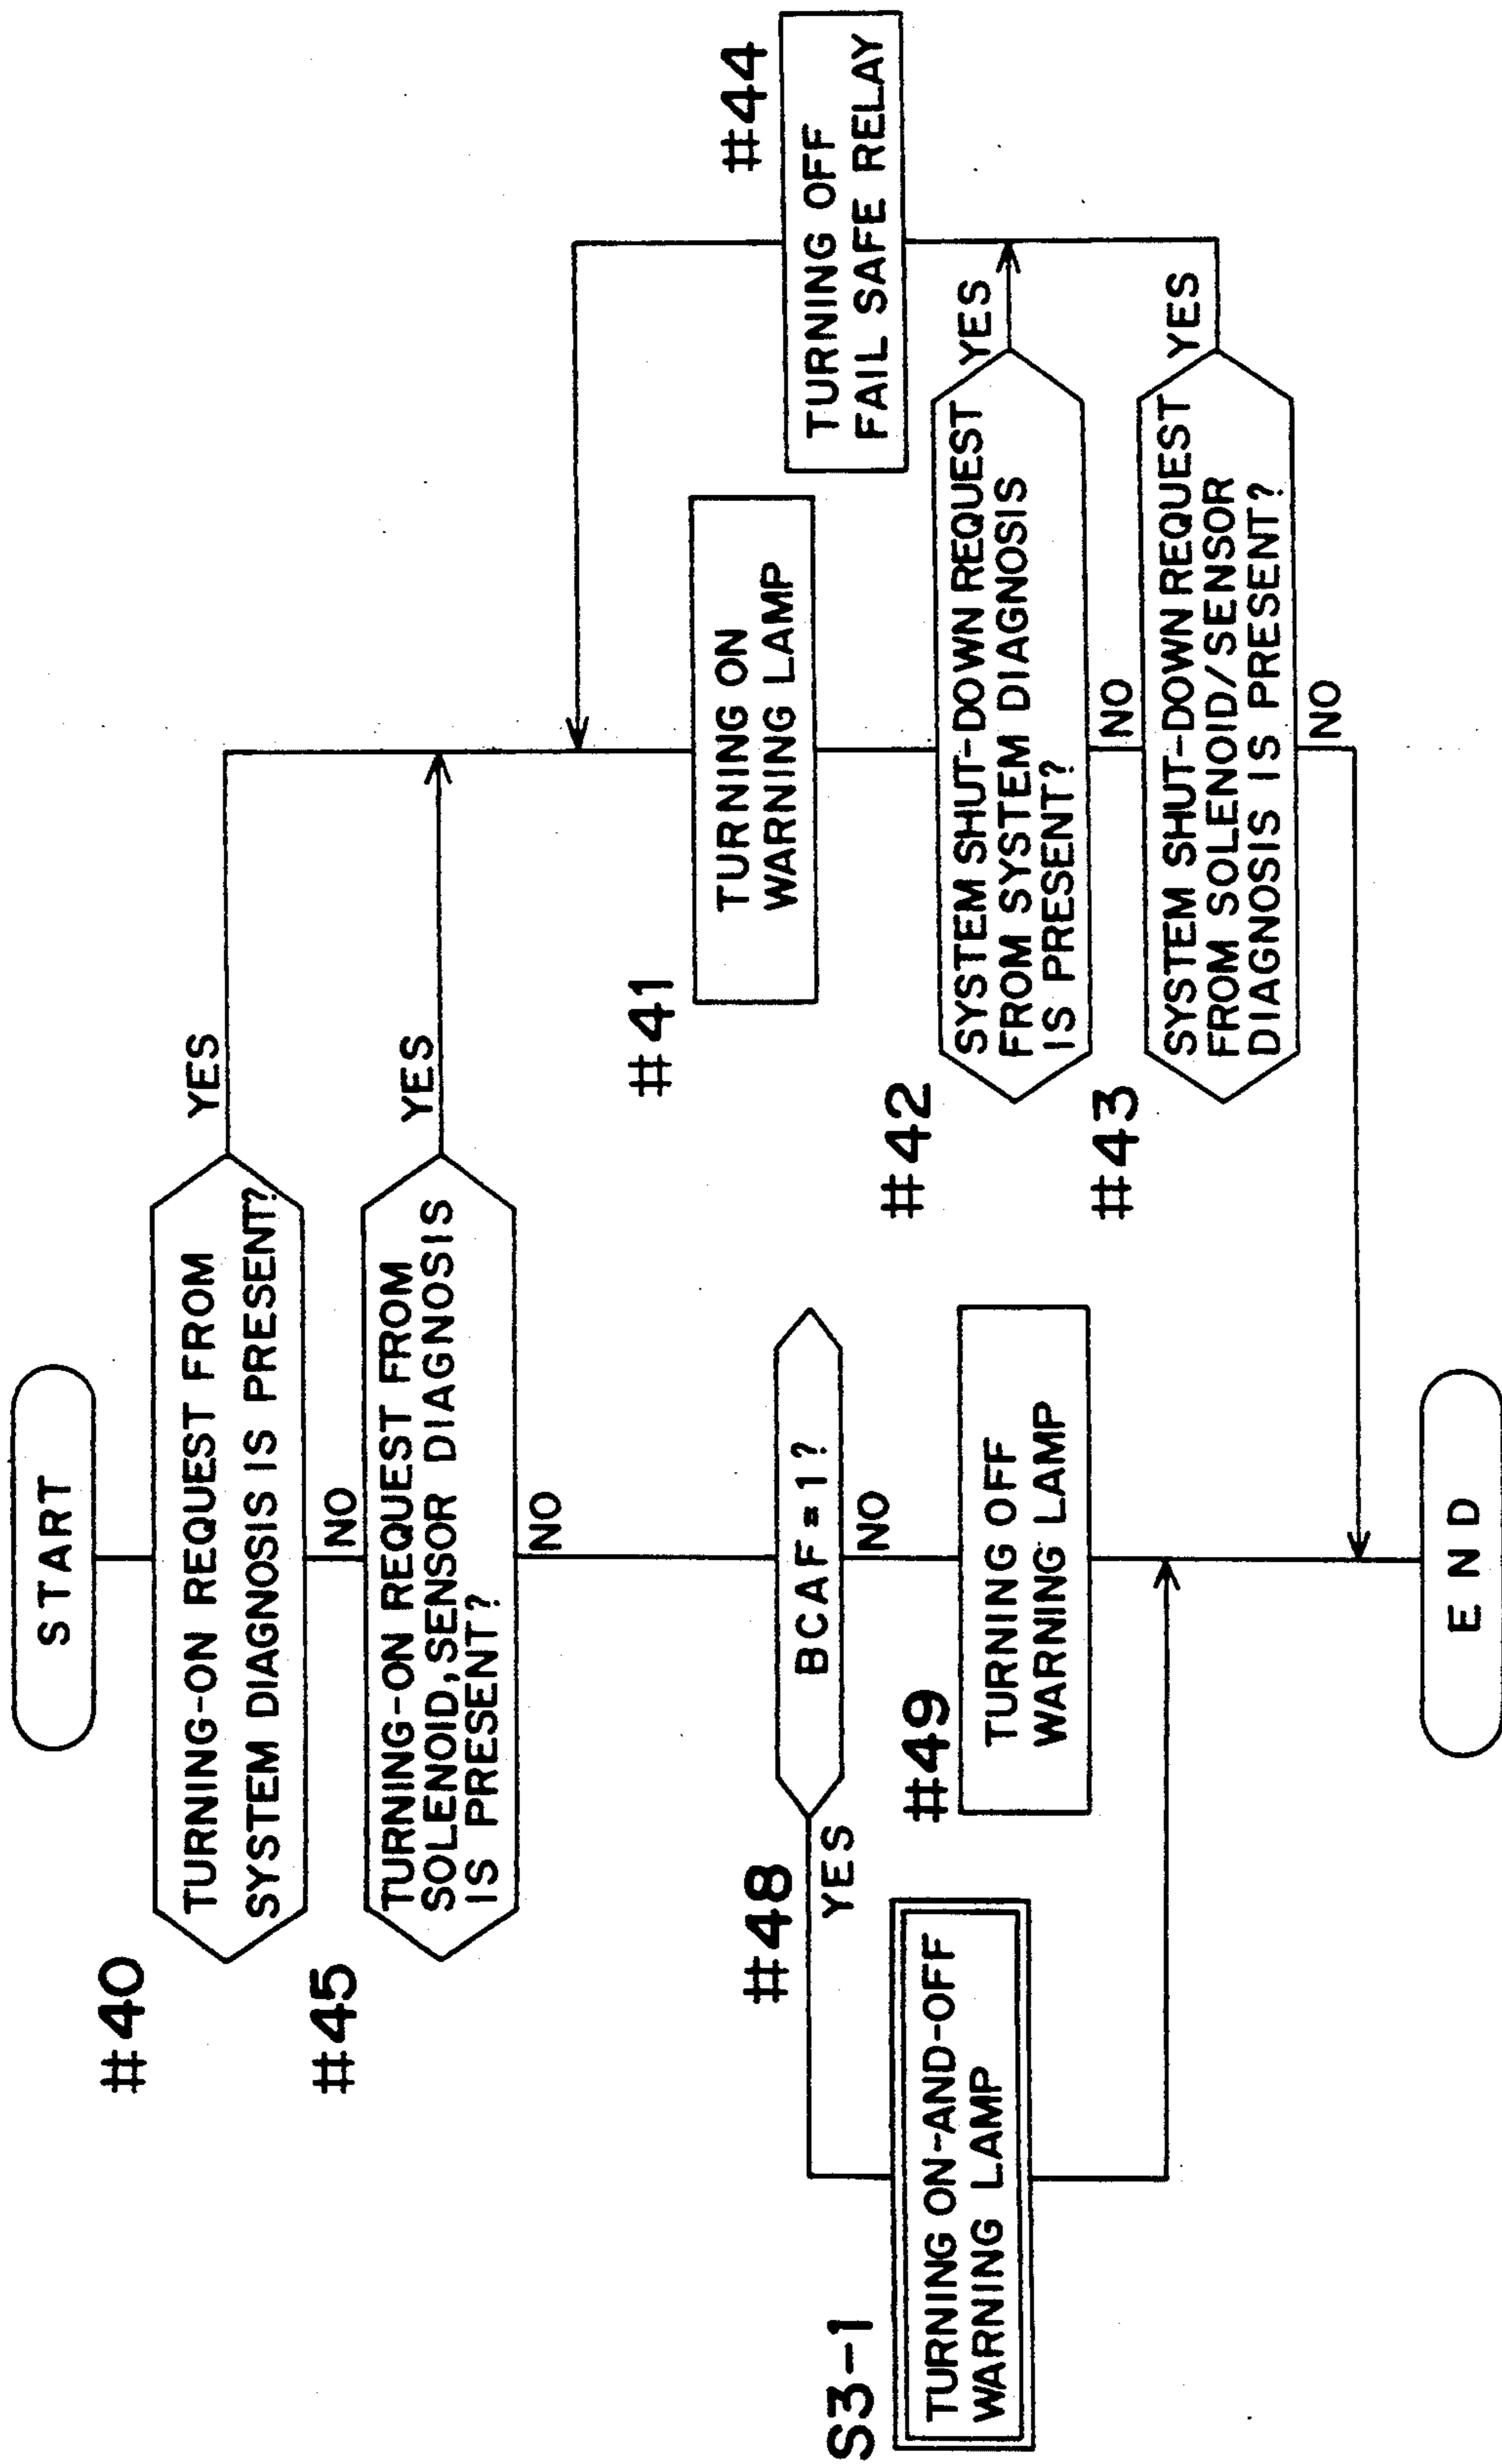 START
#40
TURNING-ON REQUEST FROM
SYSTEM DIAGNOSIS IS PRESENT?
YES
NO
#45
TURNING-ON REQUEST FROM
SOLENOID,SENSOR DIAGNOSIS
IS PRESENT?
YES
NO
#48
BCAF=1?
YES
NO
S3-1
TURNING ON-AND-OFF
WARNING LAMP
#49
TURNING OFF
WARNING LAMP
#41
TURNING ON
WARNING LAMP
#44
TURNING OFF
FAIL SAFE RELAY
#42
SYSTEM SHUT-DOWN REQUEST
FROM SYSTEM DIAGNOSIS
IS PRESENT?
YES
NO
#43
SYSTEM SHUT-DOWN REQUEST
FROM SOLENOID/SENSOR
DIAGNOSIS IS PRESENT?
YES
NO
END